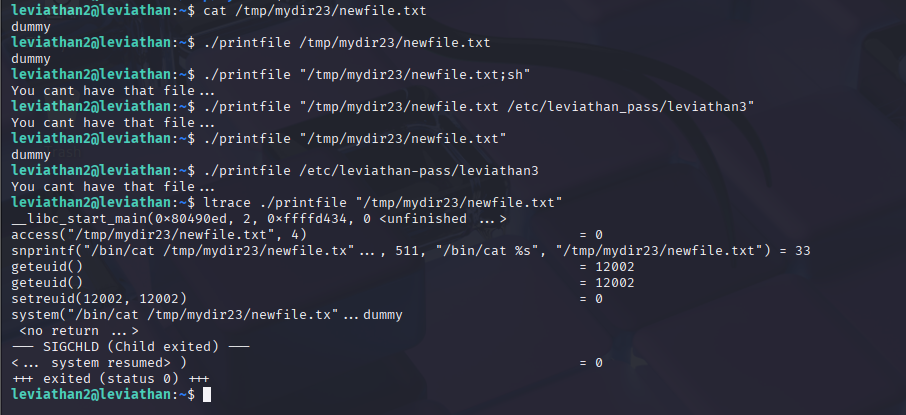 leviathan2@leviathan:~$ cat /tmp/mydir23/newfile.txt
dummy
leviathan2@leviathan:~$ ./printfile /tmp/mydir23/newfile.txt
dummy
leviathan2@leviathan:~$ ./printfile "/tmp/mydir23/newfile.txt;sh"
You cant have that file...
leviathan2@leviathan:~$ ./printfile "/tmp/mydir23/newfile.txt /etc/leviathan_pass/leviathan3"
You cant have that file...
leviathan2@leviathan:~$ ./printfile "/tmp/mydir23/newfile.txt"
dummy
leviathan2@leviathan:~$ ./printfile /etc/leviathan-pass/leviathan3
You cant have that file...
leviathan2@leviathan:~$ ltrace ./printfile "/tmp/mydir23/newfile.txt"
__libc_start_main(0×80490ed, 2, 0×ffffd434, 0 <unfinished ...>
access("/tmp/mydir23/newfile.txt", 4) = 0
snprintf("/bin/cat /tmp/mydir23/newfile.tx"..., 511, "/bin/cat %s", "/tmp/mydir23/newfile.txt") = 33
geteuid() = 12002
geteuid() = 12002
setreuid(12002, 12002) = 0
system("/bin/cat /tmp/mydir23/newfile.tx"...dummy
<no return ...>
--- SIGCHLD (Child exited) ---
<... system resumed> ) = 0
+++ exited (status 0) +++
leviathan2@leviathan:~$